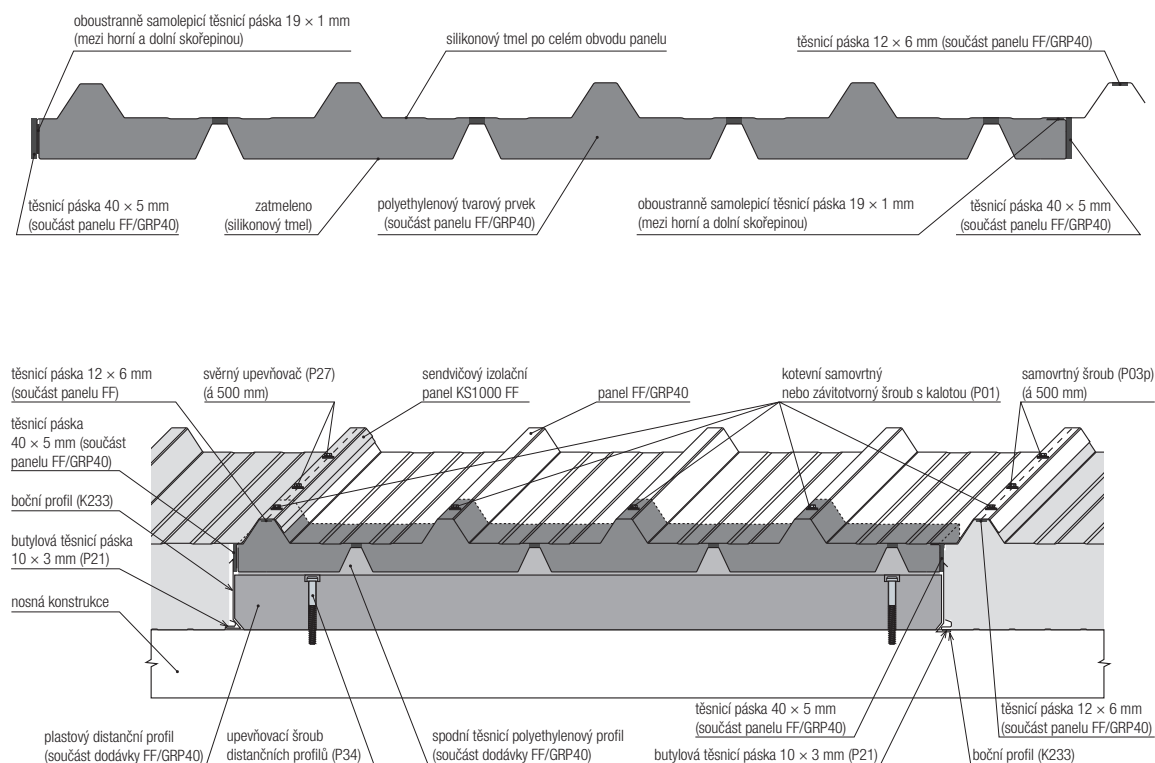 oboustranně samolepicí těsnicí páska 19 × 1 mm
(mezi horní a dolní skořepinou)
silikonový tmel po celém obvodu panelu
těsnicí páska 12 × 6 mm (součást panelu FF/GRP40)
těsnicí páska 40 × 5 mm
(součást panelu FF/GRP40)
zatmeleno
(silikonový tmel)
polyethylenový tvarový prvek
(součást panelu FF/GRP40)
oboustranně samolepicí těsnicí páska 19 × 1 mm
(mezi horní a dolní skořepinou)
těsnicí páska 40 × 5 mm
(součást panelu FF/GRP40)
těsnicí páska 12 × 6 mm
(součást panelu FF)
svěrný upevňovač (P27)
(á 500 mm)
sendvičový izolační
panel KS1000 FF
panel FF/GRP40
kotevní samovrtný
nebo závitotvorný šroub s kalotou (P01)
samovrtný šroub (P03p)
(á 500 mm)
těsnicí páska
40 × 5 mm (součást
panelu FF/GRP40)
boční profil (K233)
butylová těsnicí páska
10 × 3 mm (P21)
nosná konstrukce
plastový distanční profil
(součást dodávky FF/GRP40)
upevňovací šroub
distančních profilů (P34)
spodní těsnicí polyethylenový profil
(součást dodávky FF/GRP40)
těsnicí páska 40 × 5 mm
(součást panelu FF/GRP40)
butylová těsnicí páska 10 × 3 mm (P21)
těsnicí páska 12 × 6 mm
(součást panelu FF/GRP40)
boční profil (K233)